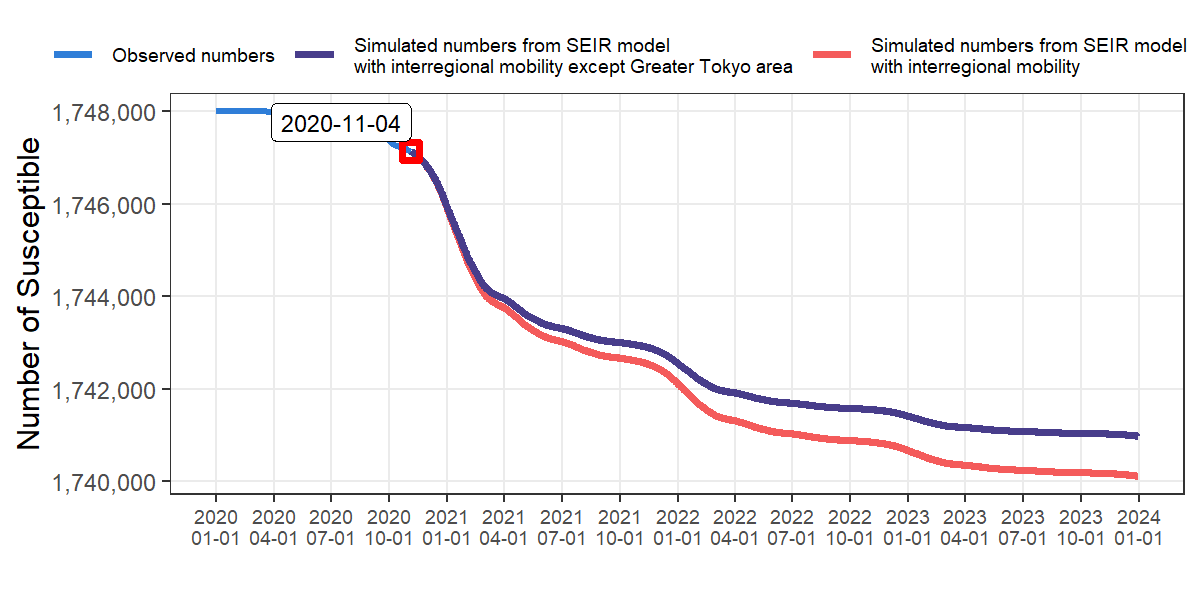 Observed numbers
Simulated numbers from SEIR model
with interregional mobility except Greater Tokyo area
Simulated numbers from SEIR model
with interregional mobility
Number of Susceptible
1,748,000
1,746,000
1,744,000
1,742,000
1,740,000
2020-11-04
2020 2020 2020 2020 2021 2021 2021 2021 2022 2022 2022 2022 2023 2023 2023 2023 2024
01-01 04-01 07-01 10-01 01-01 04-01 07-01 10-01 01-01 04-01 07-01 10-01 01-01 04-01 07-01 10-01 01-01